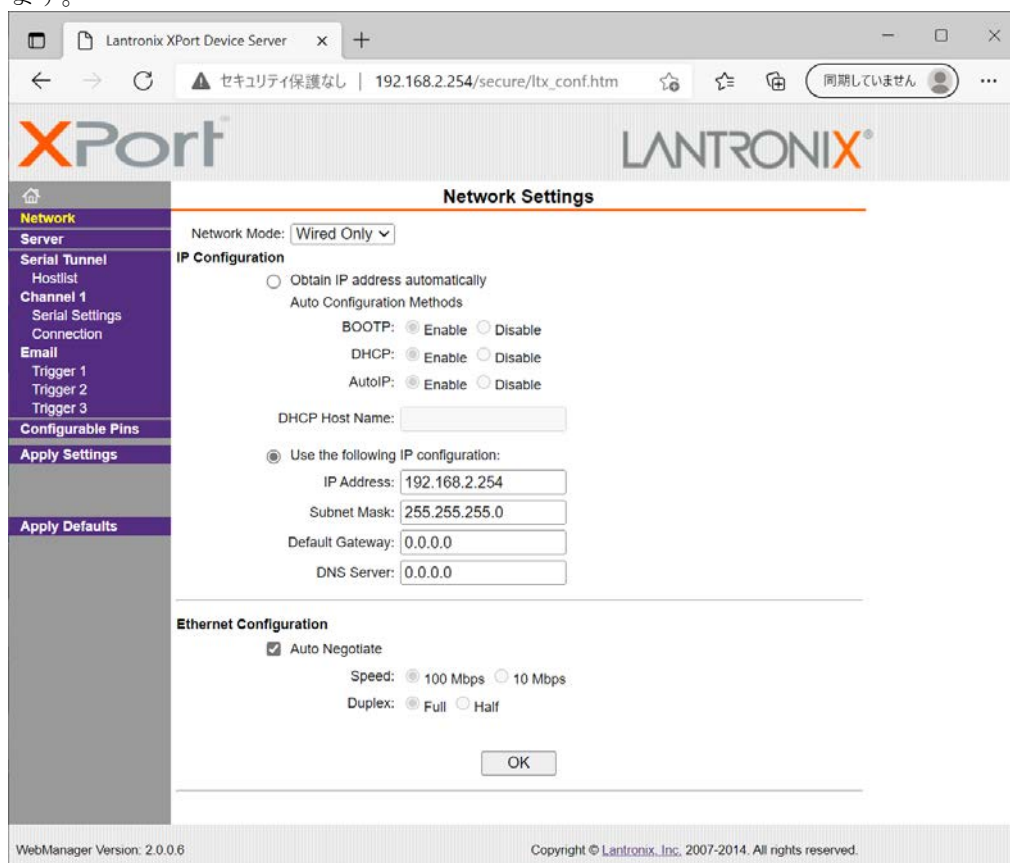 ます。
Lantronix XPort Device Server
セキュリティ保護なし | 192.168.2.254/secure/ltx_conf.htm 同期していません
XPort® LANTRONIX®
Network Settings
Network
Server
Serial Tunnel
Hostlist
Channel 1
Serial Settings
Connection
Email
Trigger 1
Trigger 2
Trigger 3
Configurable Pins
Apply Settings
Apply Defaults
Network Mode: Wired Only
IP Configuration
Obtain IP address automatically
Auto Configuration Methods
BOOTP: Enable Disable
DHCP: Enable Disable
AutoIP: Enable Disable
DHCP Host Name:
Use the following IP configuration:
IP Address: 192.168.2.254
Subnet Mask: 255.255.255.0
Default Gateway: 0.0.0.0
DNS Server: 0.0.0.0
Ethernet Configuration
Auto Negotiate
Speed: 100 Mbps 10 Mbps
Duplex: Full Half
OK
WebManager Version: 2.0.0.6 Copyright © Lantronix, Inc. 2007-2014. All rights reserved.